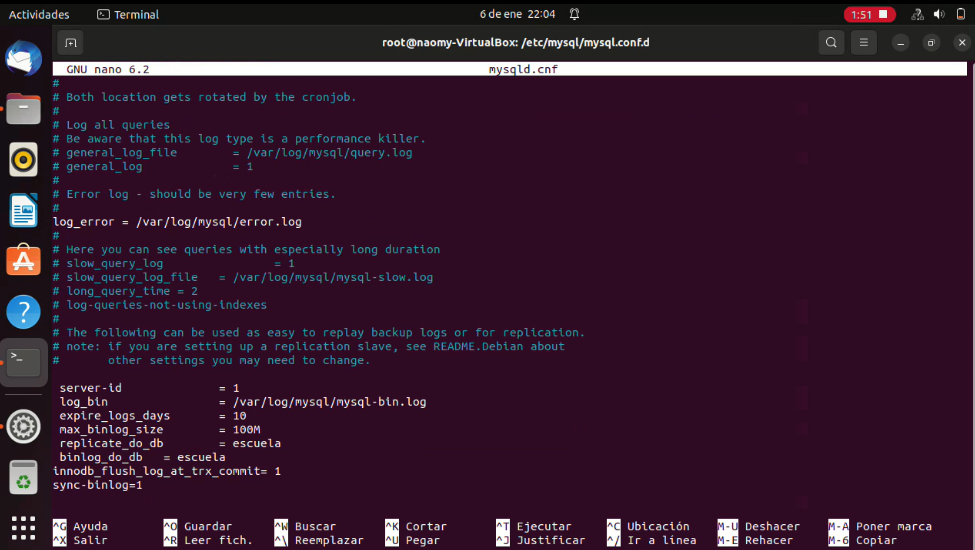 Actividades Terminal 6 de ene 22:04 1:51
root@naomy-VirtualBox: /etc/mysql/mysql.conf.d
GNU nano 6.2 mysqld.cnf
#
# Both location gets rotated by the cronjob.
#
# Log all queries
# Be aware that this log type is a performance killer.
# general_log_file = /var/log/mysql/query.log
# general_log = 1
#
# Error log - should be very few entries.
#
log_error = /var/log/mysql/error.log
#
# Here you can see queries with especially long duration
# slow_query_log = 1
# slow_query_log_file = /var/log/mysql/mysql-slow.log
# long_query_time = 2
# log-queries-not-using-indexes
#
# The following can be used as easy to replay backup logs or for replication.
# note: if you are setting up a replication slave, see README.Debian about
# other settings you may need to change.
server-id = 1
log_bin = /var/log/mysql/mysql-bin.log
expire_logs_days = 10
max_binlog_size = 100M
replicate_do_db = escuela
binlog_do_db = escuela
innodb_flush_log_at_trx_commit= 1
sync-binlog=1
^G Ayuda ^O Guardar ^W Buscar ^K Cortar ^T Ejecutar ^C Ubicación M-U Deshacer M-A Poner marca
^X Salir ^R Leer fich. ^\ Reemplazar ^U Pegar ^J Justificar ^/ Ir a línea M-E Rehacer M-6 Copiar